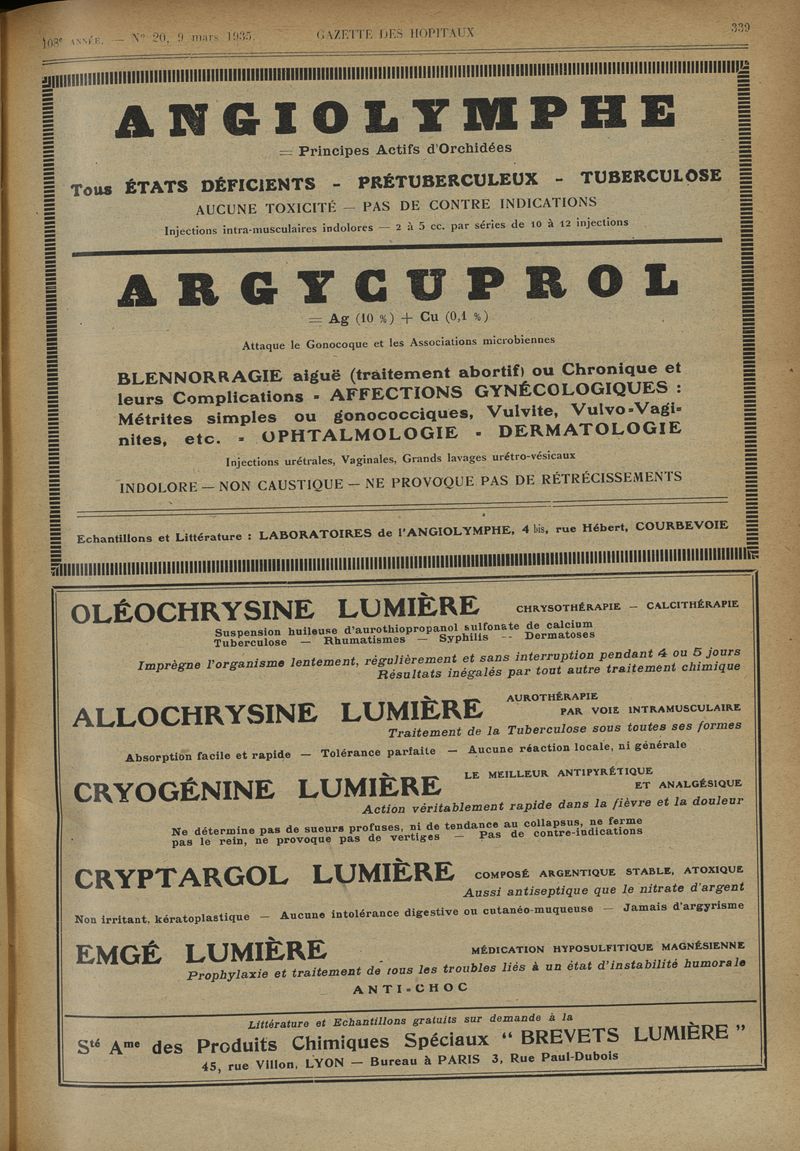 108e ANNÉE. — N° 20, 9 mars 1935.
GAZETTE DES HOPITAUX
339
ANGIOLYMPHE
= Principes Actifs d'Orchidées
Tous ÉTATS DÉFICIENTS - PRÉTUBERCULEUX - TUBERCULOSE
AUCUNE TOXICITÉ — PAS DE CONTRE INDICATIONS
Injections intra-musculaires indolores — 2 à 5 cc. par séries de 10 à 12 injections
ARGYCUPROL
= Ag (10 %) + Cu (0,1 %)
Attaque le Gonocoque et les Associations microbiennes
BLENNORRAGIE aiguë (traitement abortif) ou Chronique et
leurs Complications - AFFECTIONS GYNÉCOLOGIQUES :
Métrites simples ou gonococciques, Vulvite, Vulvo-Vagi-
nites, etc. - OPHTALMOLOGIE - DERMATOLOGIE
Injections urétrales, Vaginales, Grands lavages urétro-vésicaux
INDOLORE — NON CAUSTIQUE — NE PROVOQUE PAS DE RÉTRÉCISSEMENTS
Echantillons et Littérature : LABORATOIRES de l'ANGIOLYMPHE, 4 bis, rue Hébert, COURBEVOIE
OLÉOCHRYSINE LUMIÈRE CHRYSOTHÉRAPIE — CALCITHÉRAPIE
Suspension huileuse d'aurothiopropanol sulfonate de calcium
Tuberculose — Rhumatismes — Syphilis -- Dermatoses
Imprègne l'organisme lentement, régulièrement et sans interruption pendant 4 ou 5 jours
Résultats inégalés par tout autre traitement chimique
ALLOCHRYSINE LUMIÈRE AUROTHÉRAPIE
PAR VOIE INTRAMUSCULAIRE
Traitement de la Tuberculose sous toutes ses formes
Absorption facile et rapide — Tolérance parfaite — Aucune réaction locale, ni générale
CRYOGÉNINE LUMIÈRE LE MEILLEUR ANTIPYRÉTIQUE
ET ANALGÉSIQUE
Action véritablement rapide dans la fièvre et la douleur
Ne détermine pas de sueurs profuses, ni de tendance au collapsus, ne ferme
pas le rein, ne provoque pas de vertiges — Pas de contre-indications
CRYPTARGOL LUMIÈRE COMPOSÉ ARGENTIQUE STABLE, ATOXIQUE
Aussi antiseptique que le nitrate d'argent
Non irritant, kératoplastique — Aucune intolérance digestive ou cutanéo-muqueuse — Jamais d'argyrisme
EMGÉ LUMIÈRE MÉDICATION HYPOSULFITIQUE MAGNÉSIENNE
Prophylaxie et traitement de tous les troubles liés à un état d'instabilité humorale
ANTI-CHOC
Littérature et Echantillons gratuits sur demande à la
Sté Ame des Produits Chimiques Spéciaux " BREVETS LUMIÈRE "
45, rue Villon, LYON — Bureau à PARIS 3, Rue Paul-Dubois